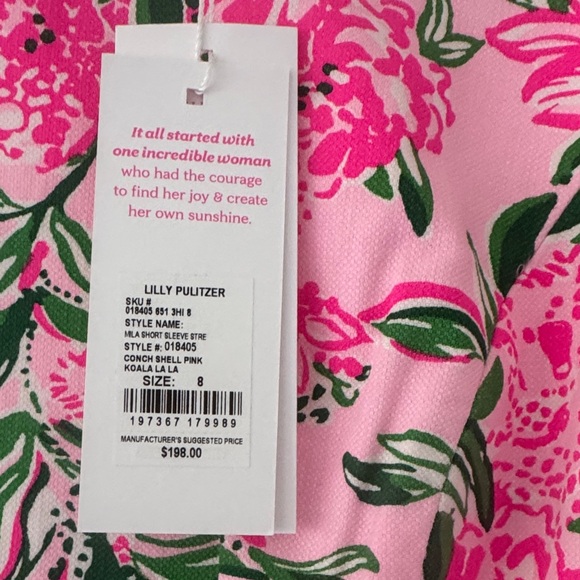 It all started with
one incredible woman
who had the courage
to find her joy & create
her own sunshine.
LILLY PULITZER
SKU #
018405 651 3HI 8
STYLE NAME:
MILA SHORT SLEEVE STRE
STYLE #: 018405
CONCH SHELL PINK
KOALA LA LA
SIZE: 8
197367 179989
MANUFACTURER'S SUGGESTED PRICE
$198.00